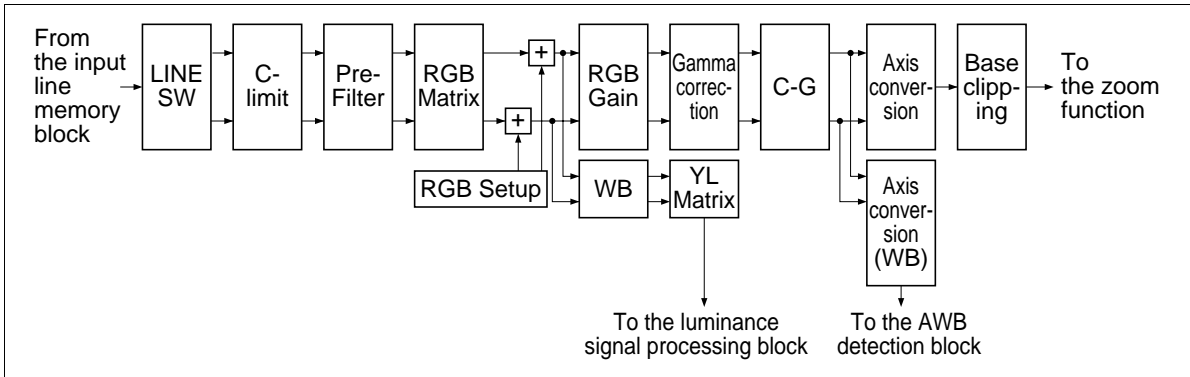 From
the input
line
memory
block
LINE
SW
C-
limit
Pre-
Filter
RGB
Matrix
+
+
RGB Setup
RGB
Gain
Gamma
correc-
tion
C-G
Axis
conver-
sion
Base
clipp-
ing
To
the zoom
function
WB
YL
Matrix
Axis
conver-
sion
(WB)
To the luminance
signal processing block
To the AWB
detection block